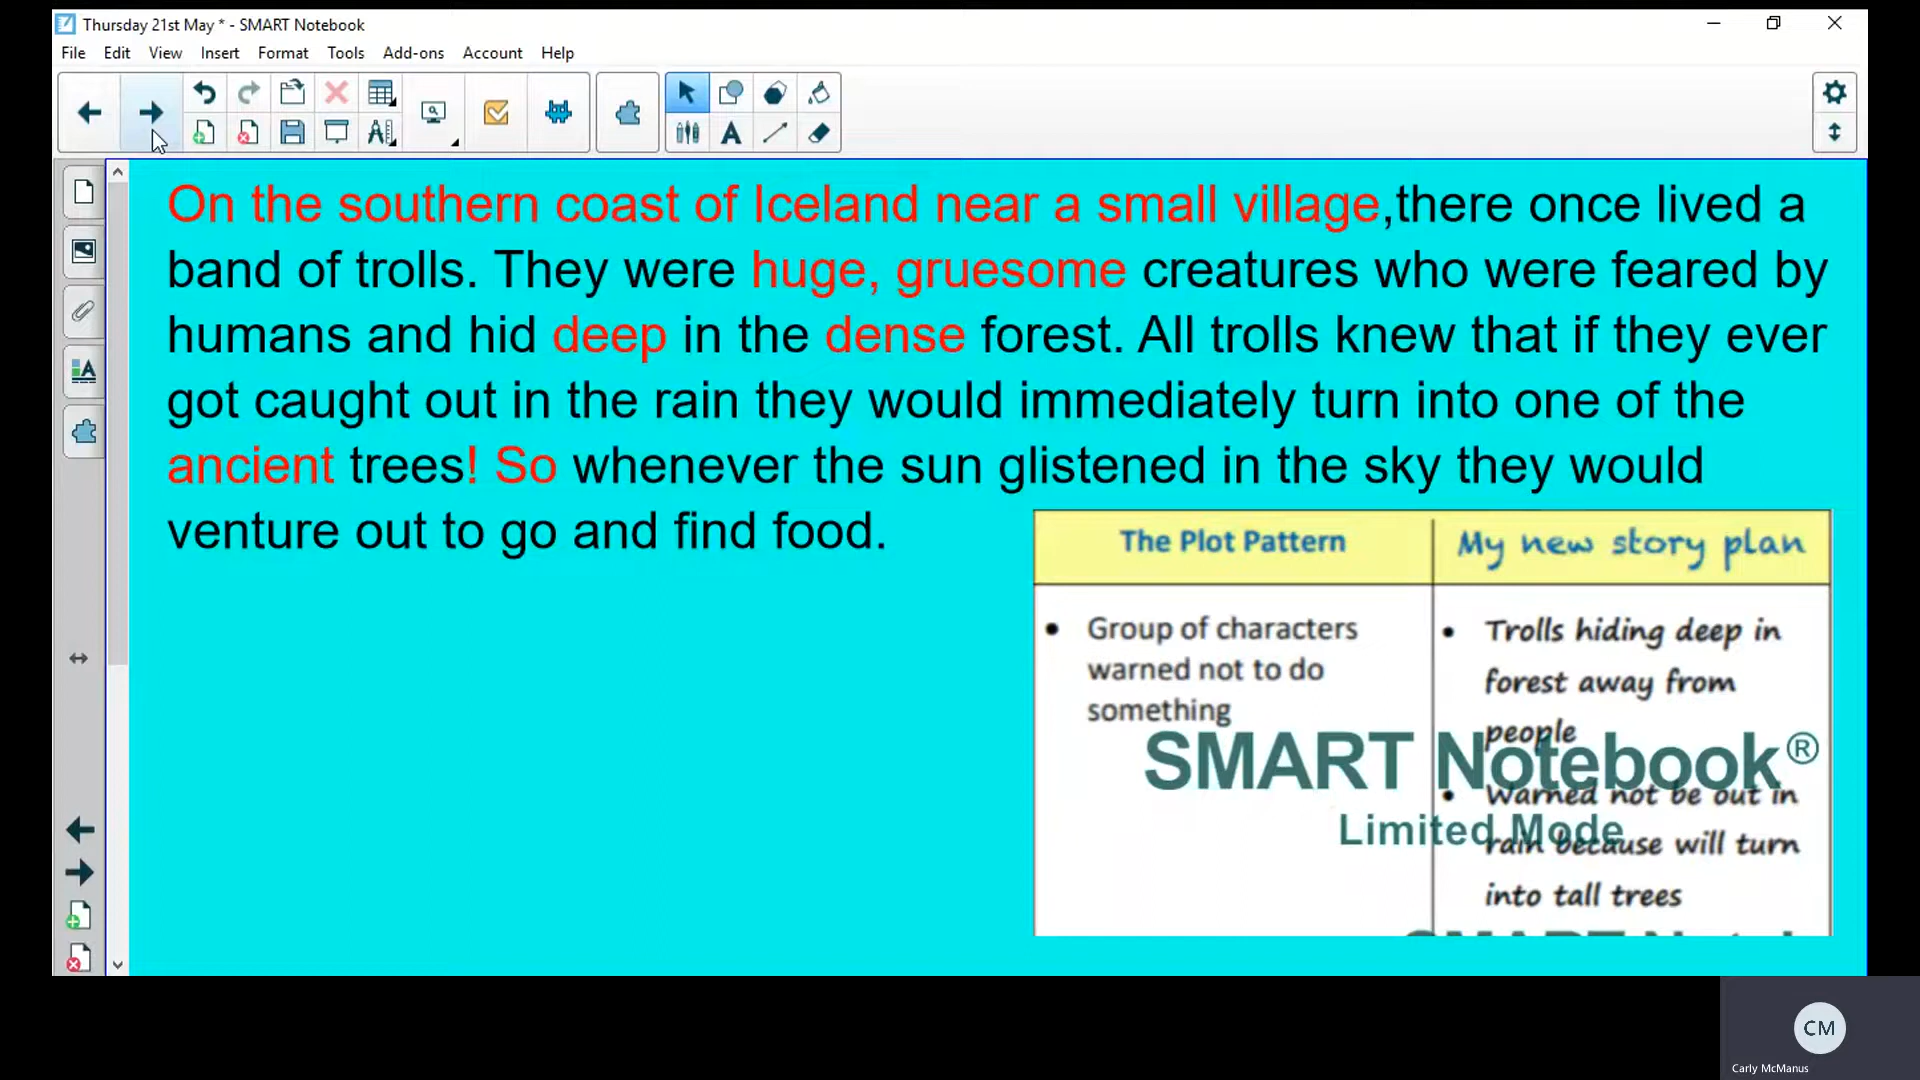 Thursday 21st May * - SMART Notebook
File Edit View Insert Format Tools Add-ons Account Help
On the southern coast of Iceland near a small village,there once lived a
band of trolls. They were huge, gruesome creatures who were feared by
humans and hid deep in the dense forest. All trolls knew that if they ever
got caught out in the rain they would immediately turn into one of the
ancient trees! So whenever the sun glistened in the sky they would
venture out to go and find food.
The Plot Pattern
My new story plan
• Group of characters
warned not to do
something
• Trolls hiding deep in
forest away from
people
• Warned not be out in
rain because will turn
into tall trees
SMART Notebook®
Limited Mode
CM
Carly McManus